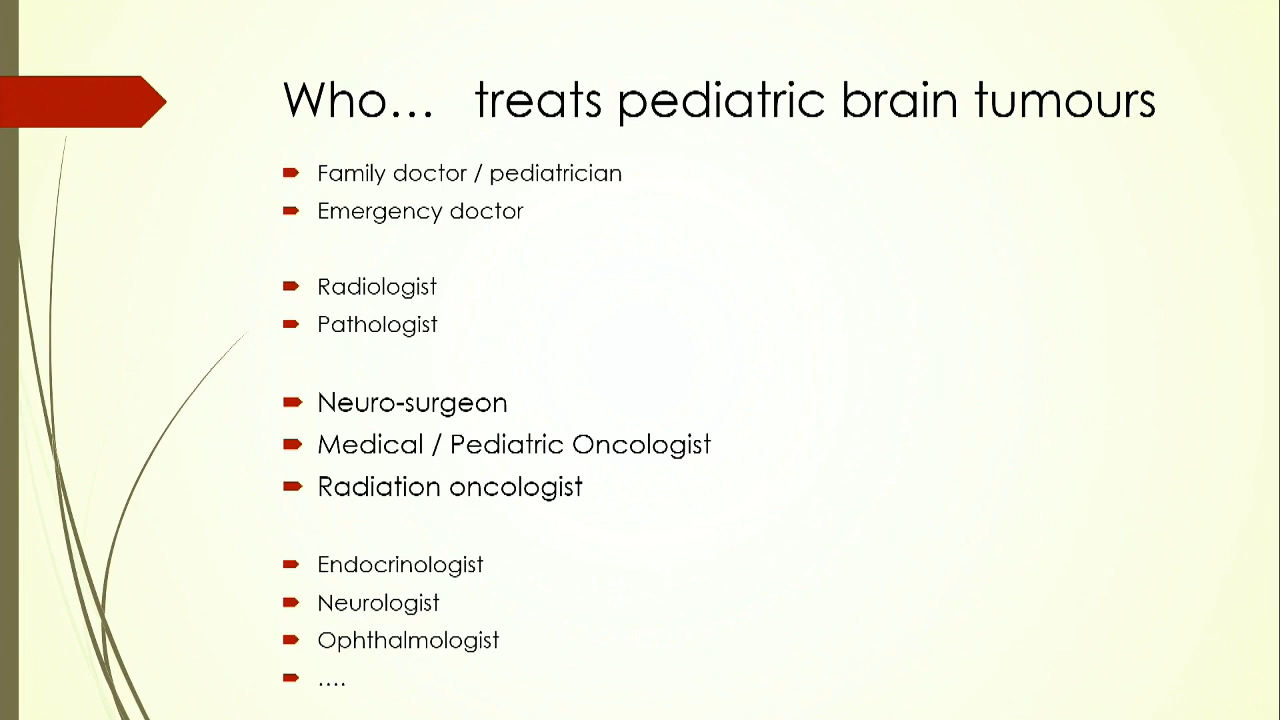 Who... treats pediatric brain tumours
Family doctor / pediatrician
Emergency doctor
Radiologist
Pathologist
Neuro-surgeon
Medical / Pediatric Oncologist
Radiation oncologist
Endocrinologist
Neurologist
Ophthalmologist
....